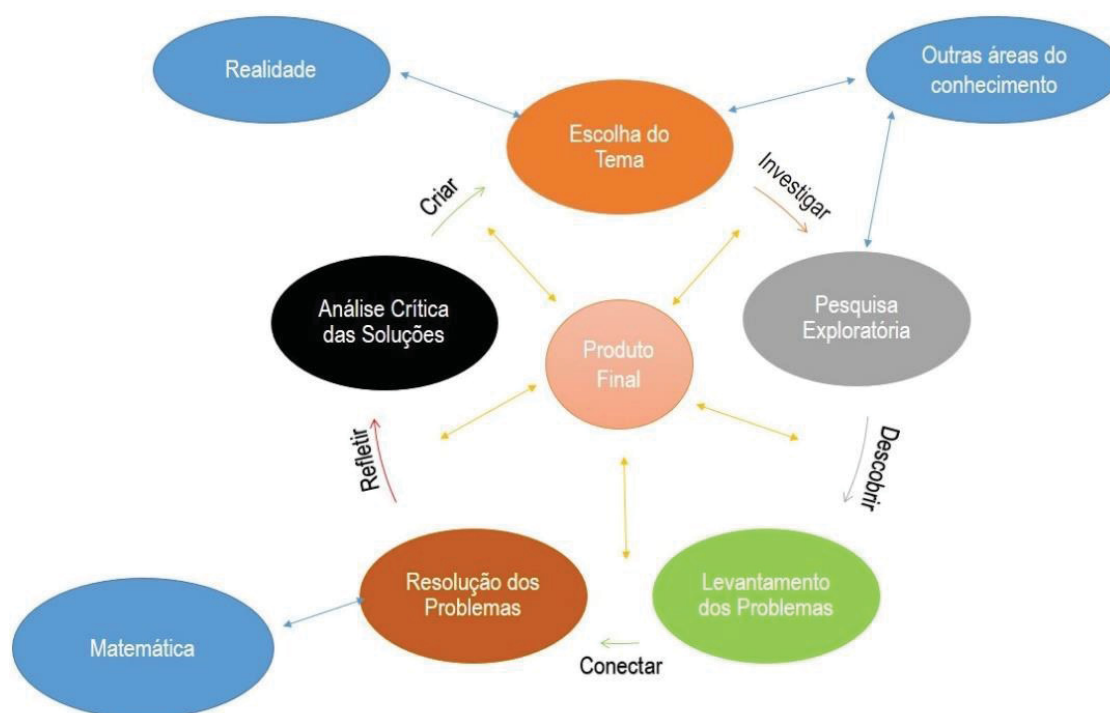 Realidade
Outras áreas do
conhecimento
Escolha do
Tema
Criar
Investigar
Análise Crítica
das Soluções
Pesquisa
Exploratória
Produto
Final
Refletir
Descobrir
Resolução dos
Problemas
Levantamento
dos Problemas
Conectar
Matemática